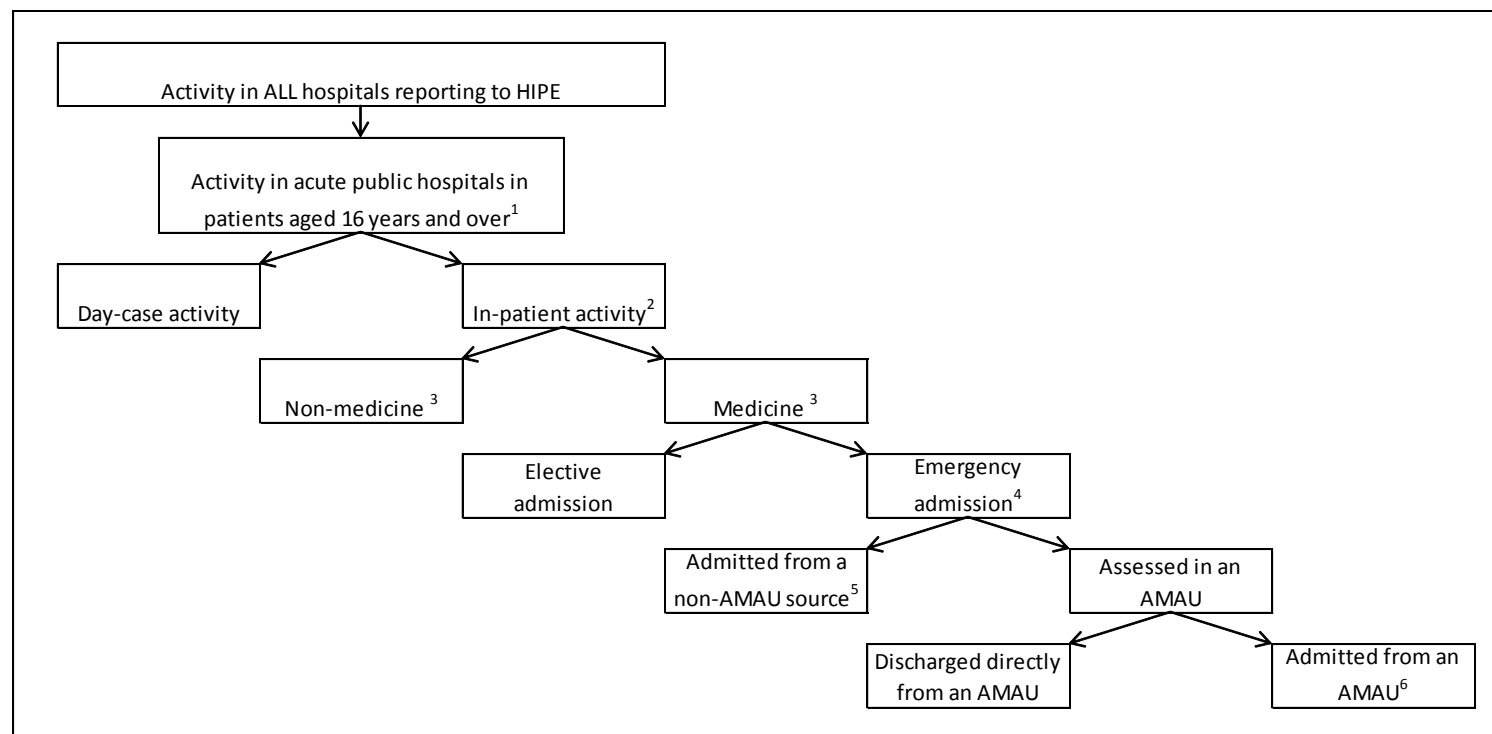 Activity in ALL hospitals reporting to HIPE
Activity in acute public hospitals in
patients aged 16 years and over1
Day-case activity
In-patient activity2
Non-medicine 3
Medicine 3
Elective
admission
Emergency
admission4
Admitted from a
non-AMAU source5
Assessed in an
AMAU
Discharged directly
from an AMAU
Admitted from an
AMAU6